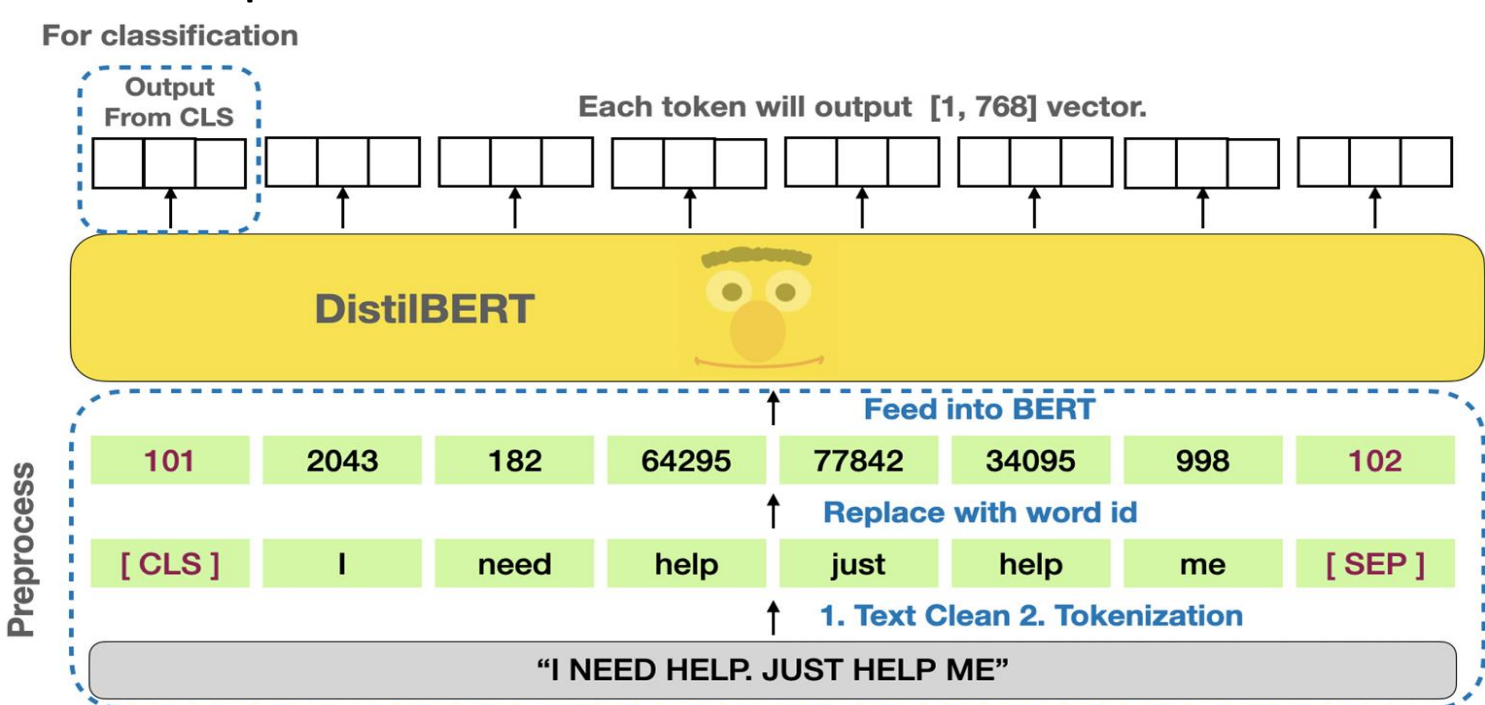 For classification
Output
From CLS
Each token will output [1, 768] vector.
DistilBERT
Feed into BERT
101 2043 182 64295 77842 34095 998 102
Replace with word id
[ CLS ] I need help just help me [ SEP ]
1. Text Clean 2. Tokenization
“I NEED HELP. JUST HELP ME”
Preprocess